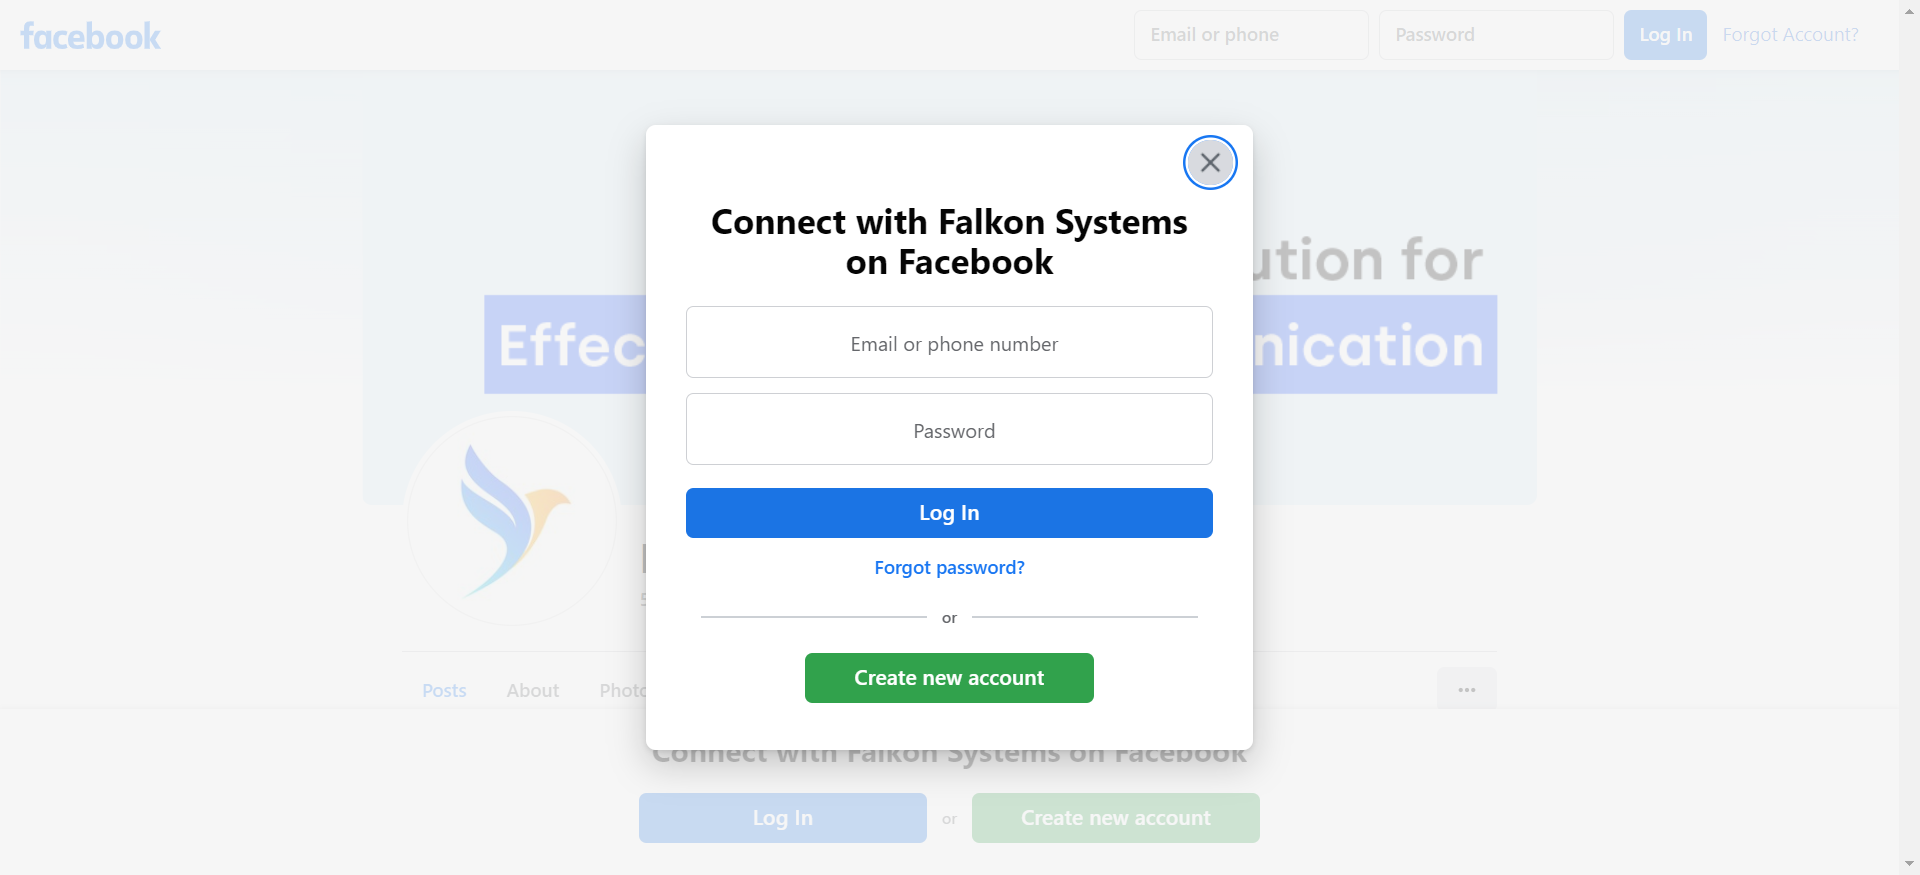 facebook
Email or phone
Password
Log In
Forgot Account?
Connect with Falkon Systems
on Facebook
ution for
Effec
nication
Email or phone number
Password
Log In
Forgot password?
or
Create new account
Posts
About
Photo
Connect with Falkon Systems on Facebook
Log In
or
Create new account